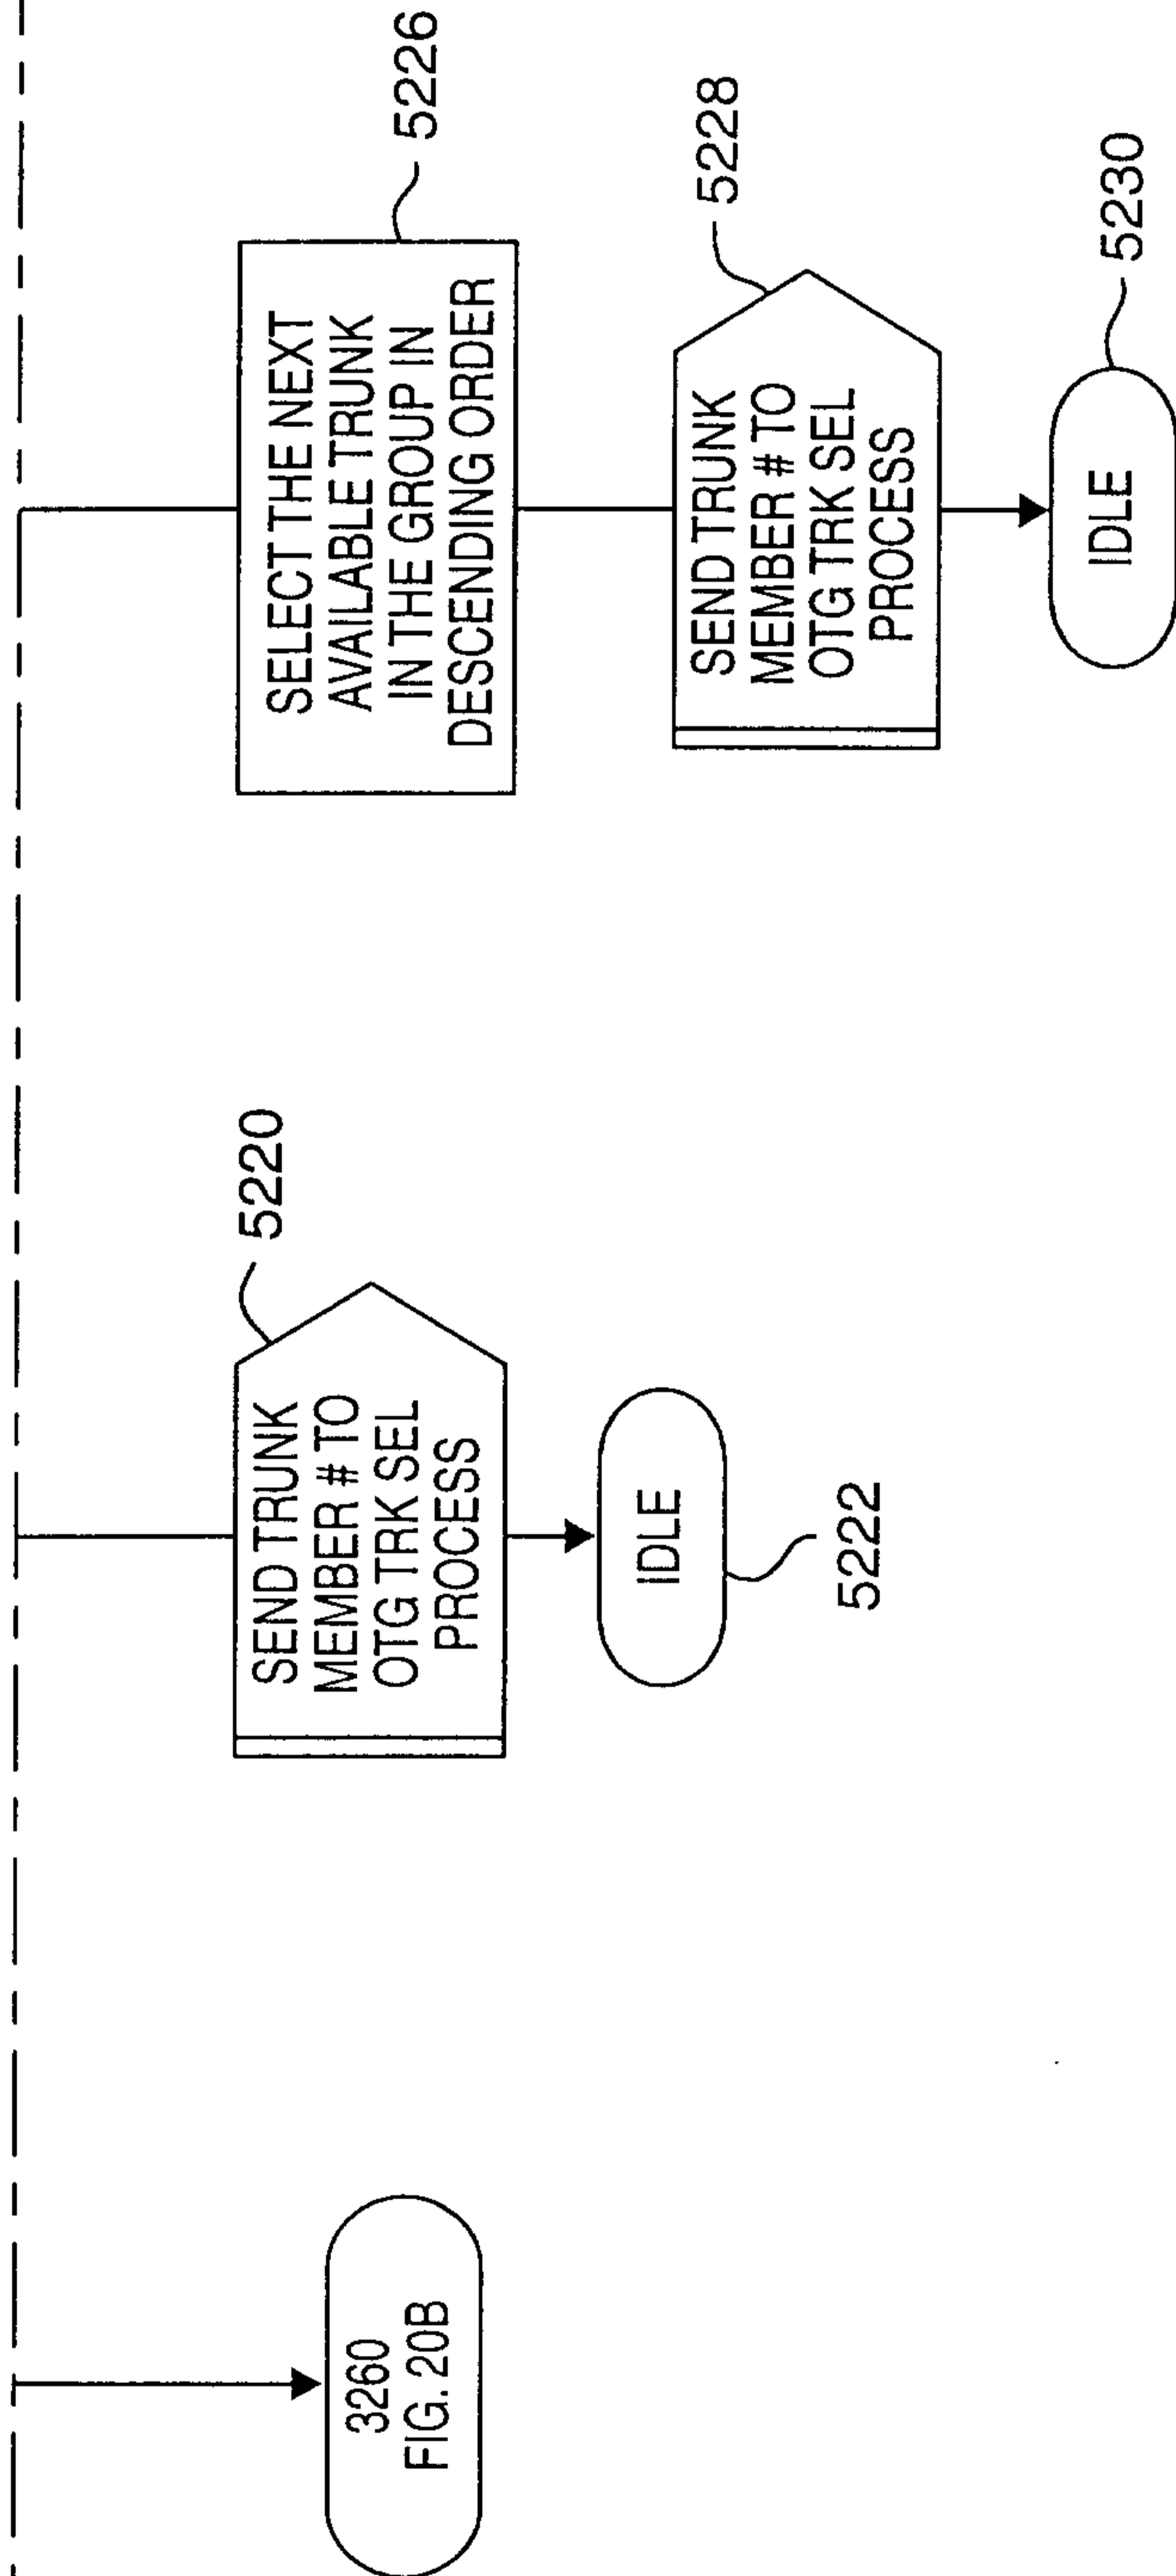 3260
FIG. 20B
SEND TRUNK
MEMBER # TO
OTG TRK SEL
PROCESS
5220
IDLE
5222
SELECT THE NEXT
AVAILABLE TRUNK
IN THE GROUP IN
DESCENDING ORDER
5226
SEND TRUNK
MEMBER # TO
OTG TRK SEL
PROCESS
5228
IDLE
5230